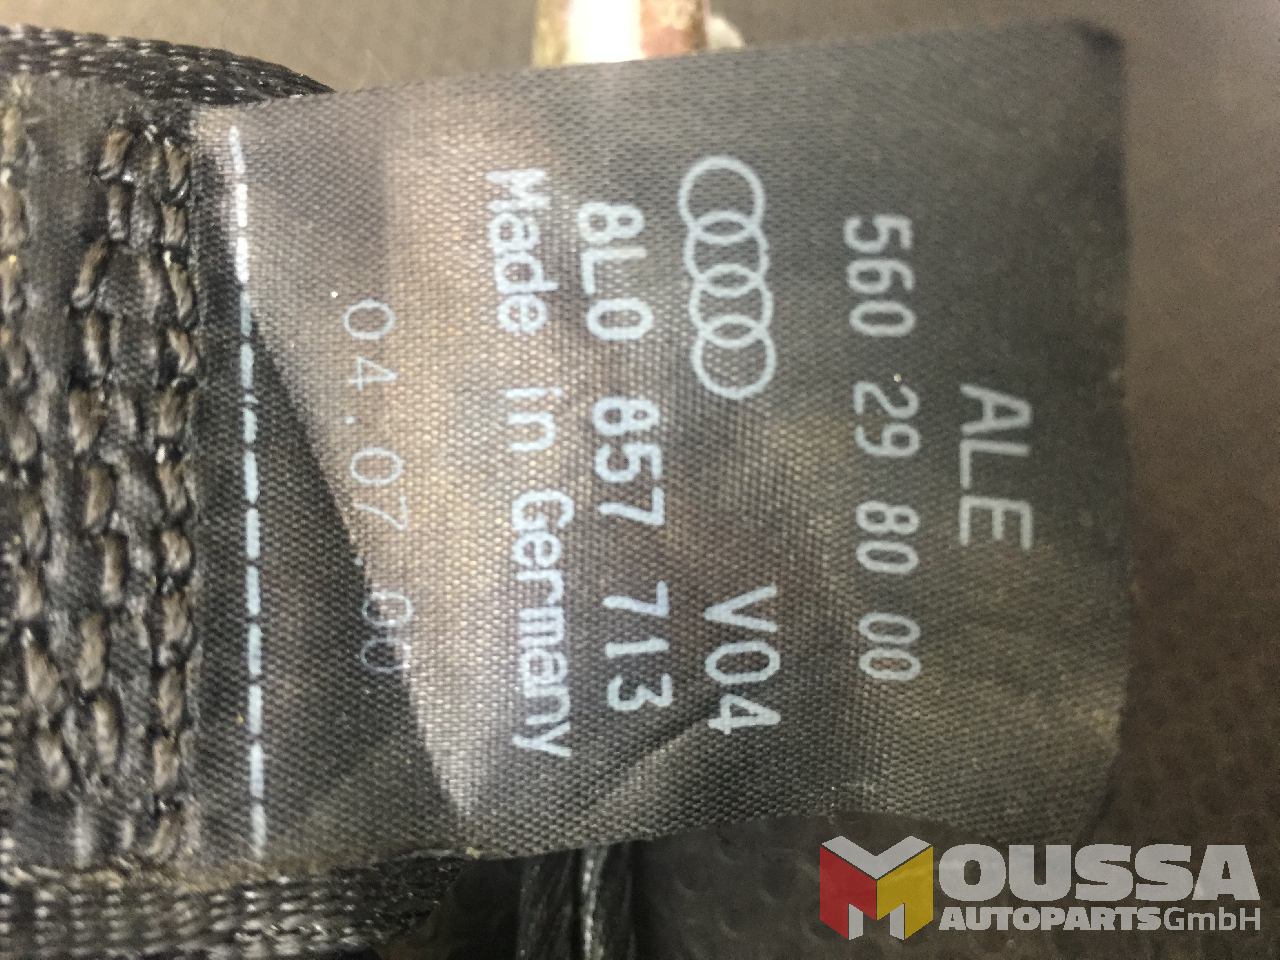 ALE
560 29 80 00
V04
8L0 857 713
Made in Germany
04.07.00
MOUSSA
AUTOPARTSGmbH